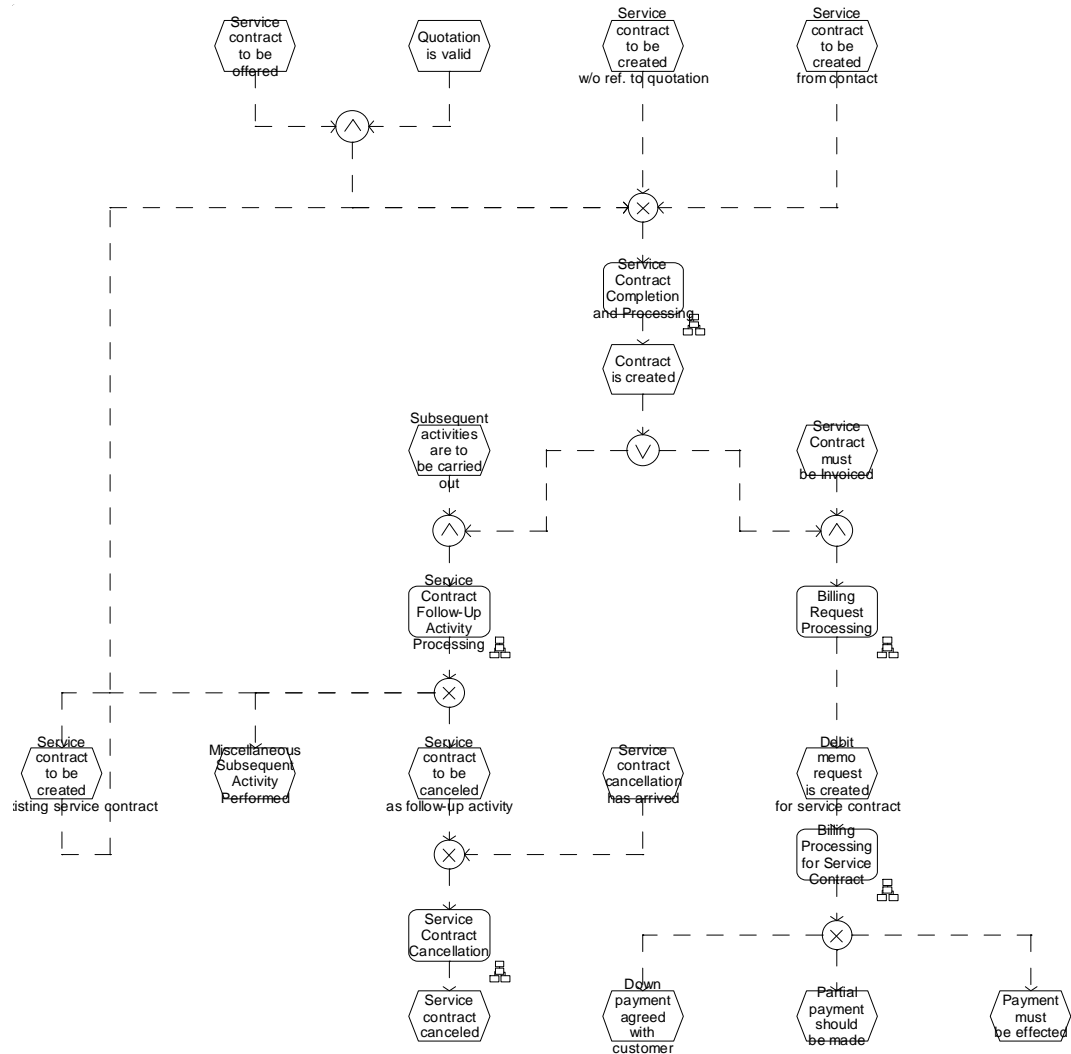 Service
contract
to be
offered
Quotation
is valid
Service
contract
to be
created
w/o ref. to quotation
Service
contract
to be
created
from contact
Service
Contract
Completion
and Processing
Contract
is created
Subsequent
activities
are to
be carried
out
Service
Contract
must
be Invoiced
Service
Contract
Follow-Up
Activity
Processing
Billing
Request
Processing
Service
contract
to be
created
isting service contract
Miscellaneous
Subsequent
Activity
Performed
Service
contract
to be
canceled
as follow-up activity
Service
contract
cancellation
has arrived
Debit
memo
request
is created
for service contract
Billing
Processing
for Service
Contract
Service
Contract
Cancellation
Service
contract
canceled
Down
payment
agreed
with
customer
Partial
payment
should
be made
Payment
must
be effected